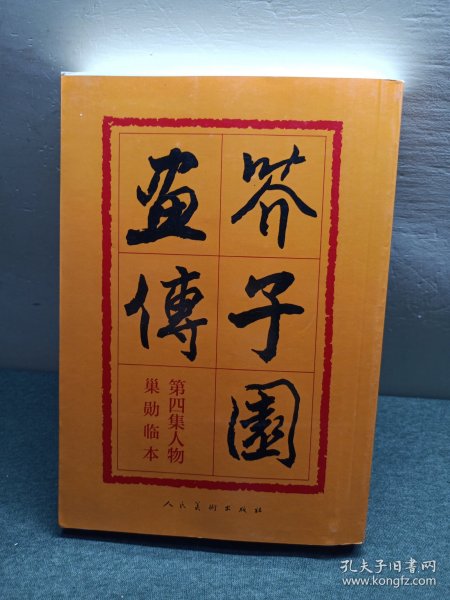 芥子園
畫傳
第四集人物
巢勋临本
人民美術出版社
孔夫子旧书网
www.kongfz.com